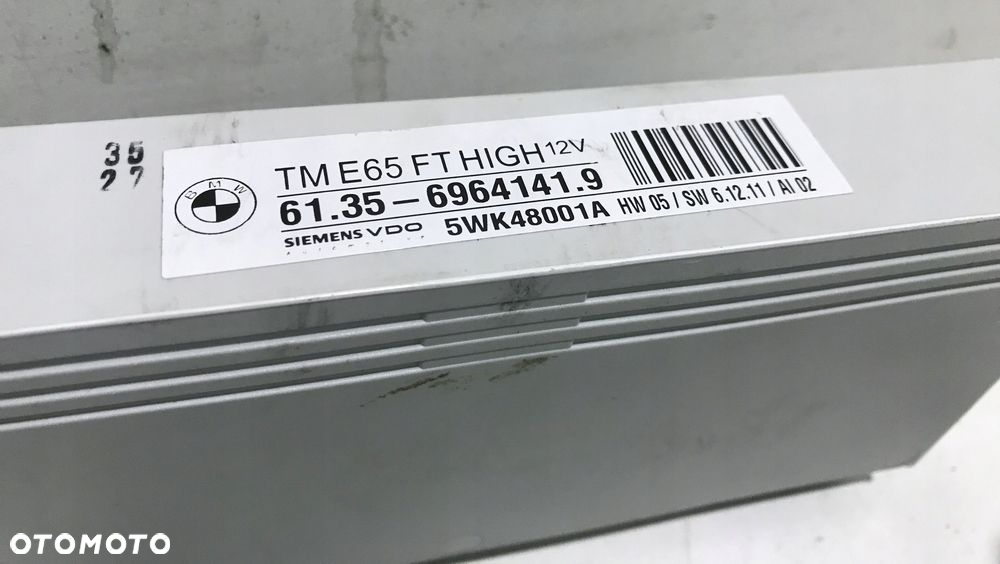 35
27
BMW
TM E65 FT HIGH 12V
61.35 – 6964141.9
SIEMENS VDO 5WK48001A HW 05 / SW 6.12.11 / AI 02
OTOMOTO